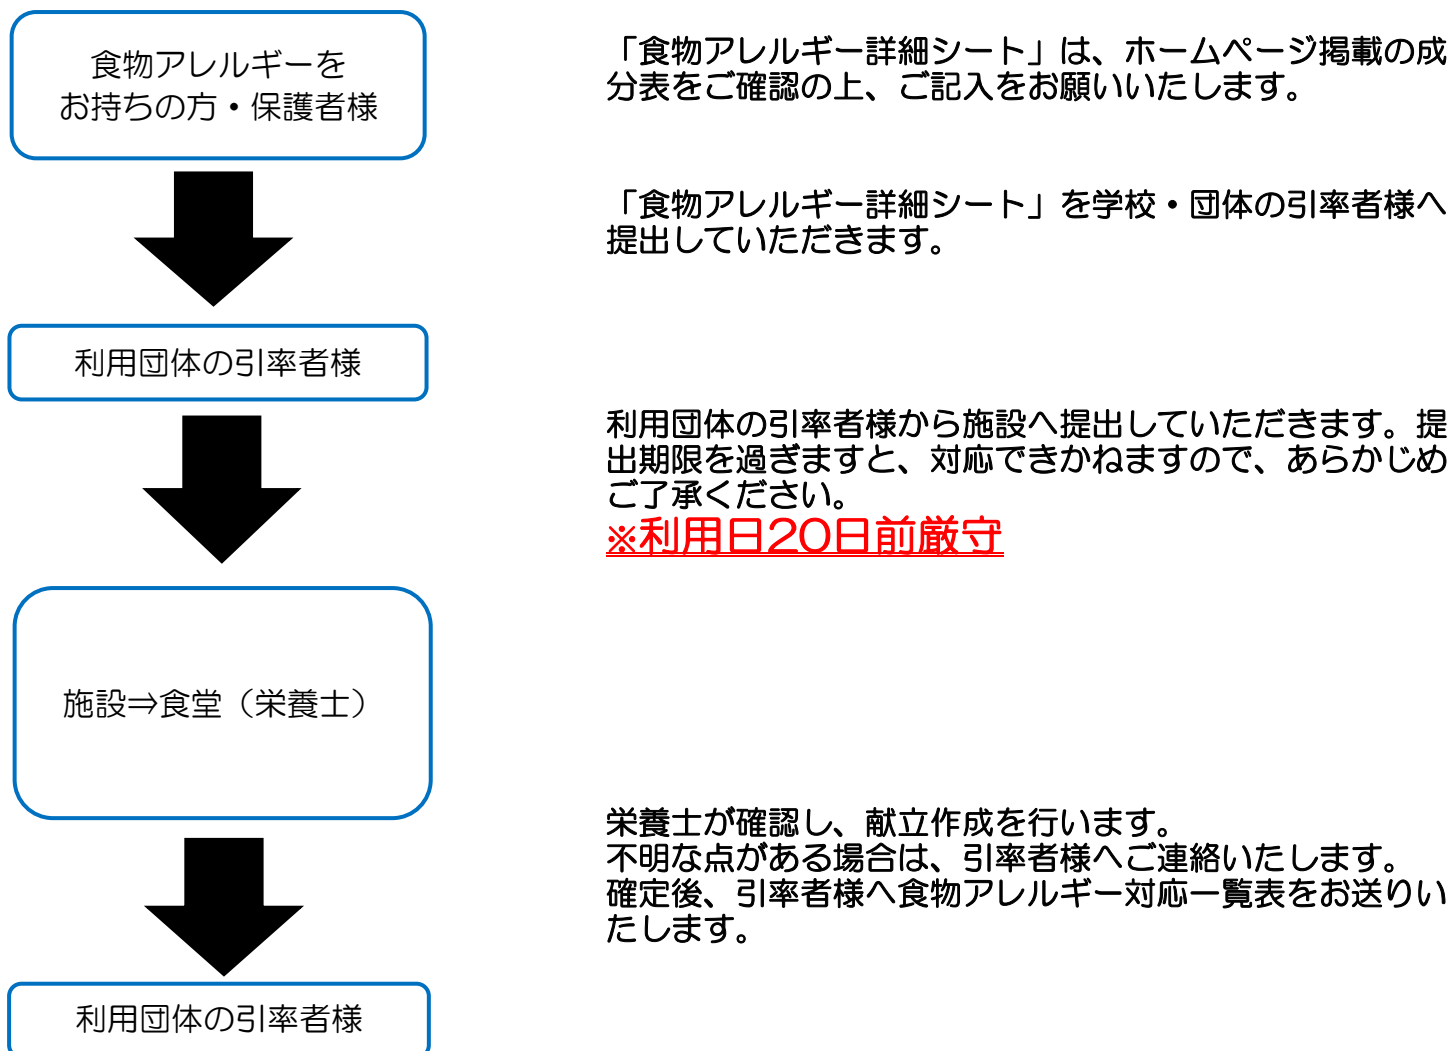 食物アレルギーを
お持ちの方・保護者様
「食物アレルギー詳細シート」は、ホームページ掲載の成
分表をご確認の上、ご記入をお願いいたします。
「食物アレルギー詳細シート」を学校・団体の引率者様へ
提出していただきます。
利用団体の引率者様
利用団体の引率者様から施設へ提出していただきます。提
出期限を過ぎますと、対応できかねますので、あらかじめ
ご了承ください。
※利用日20日前厳守
施設⇒食堂（栄養士）
栄養士が確認し、献立作成を行います。
不明な点がある場合は、引率者様へご連絡いたします。
確定後、引率者様へ食物アレルギー対応一覧表をお送りい
たします。
利用団体の引率者様